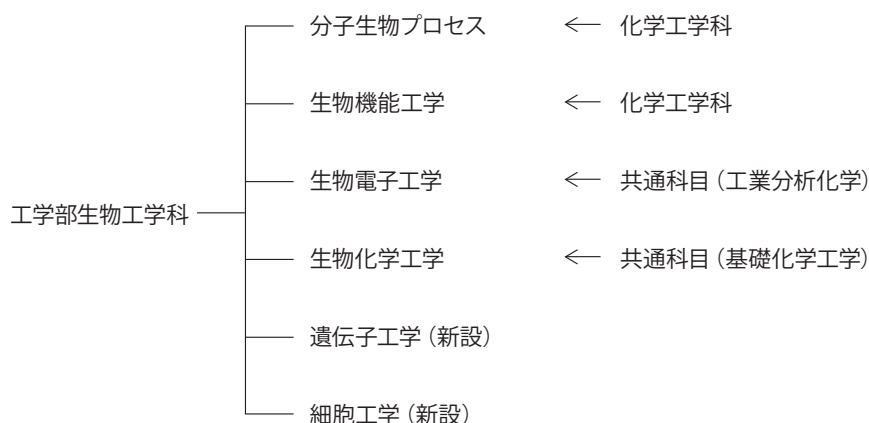 分子生物プロセス ← 化学工学科
生物機能工学 ← 化学工学科
生物電子工学 ← 共通科目（工業分析化学）
工学部生物工学科
生物化学工学 ← 共通科目（基礎化学工学）
遺伝子工学（新設）
細胞工学（新設）